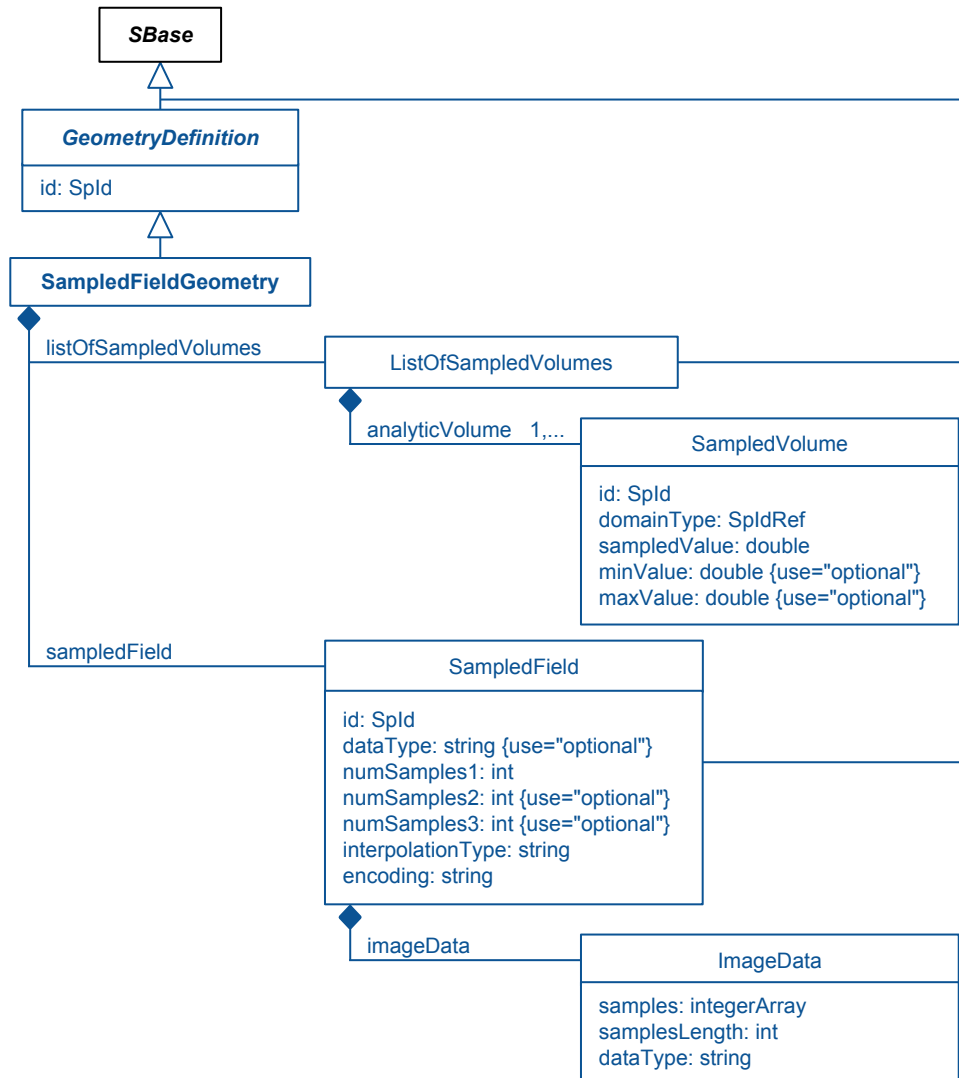 SBase
GeometryDefinition
id: SpId
SampledFieldGeometry
listOfSampledVolumes
ListOfSampledVolumes
analyticVolume 1,...
SampledVolume
id: SpId
domainType: SpIdRef
sampledValue: double
minValue: double {use="optional"}
maxValue: double {use="optional"}
sampledField
SampledField
id: SpId
dataType: string {use="optional"}
numSamples1: int
numSamples2: int {use="optional"}
numSamples3: int {use="optional"}
interpolationType: string
encoding: string
imageData
ImageData
samples: integerArray
samplesLength: int
dataType: string